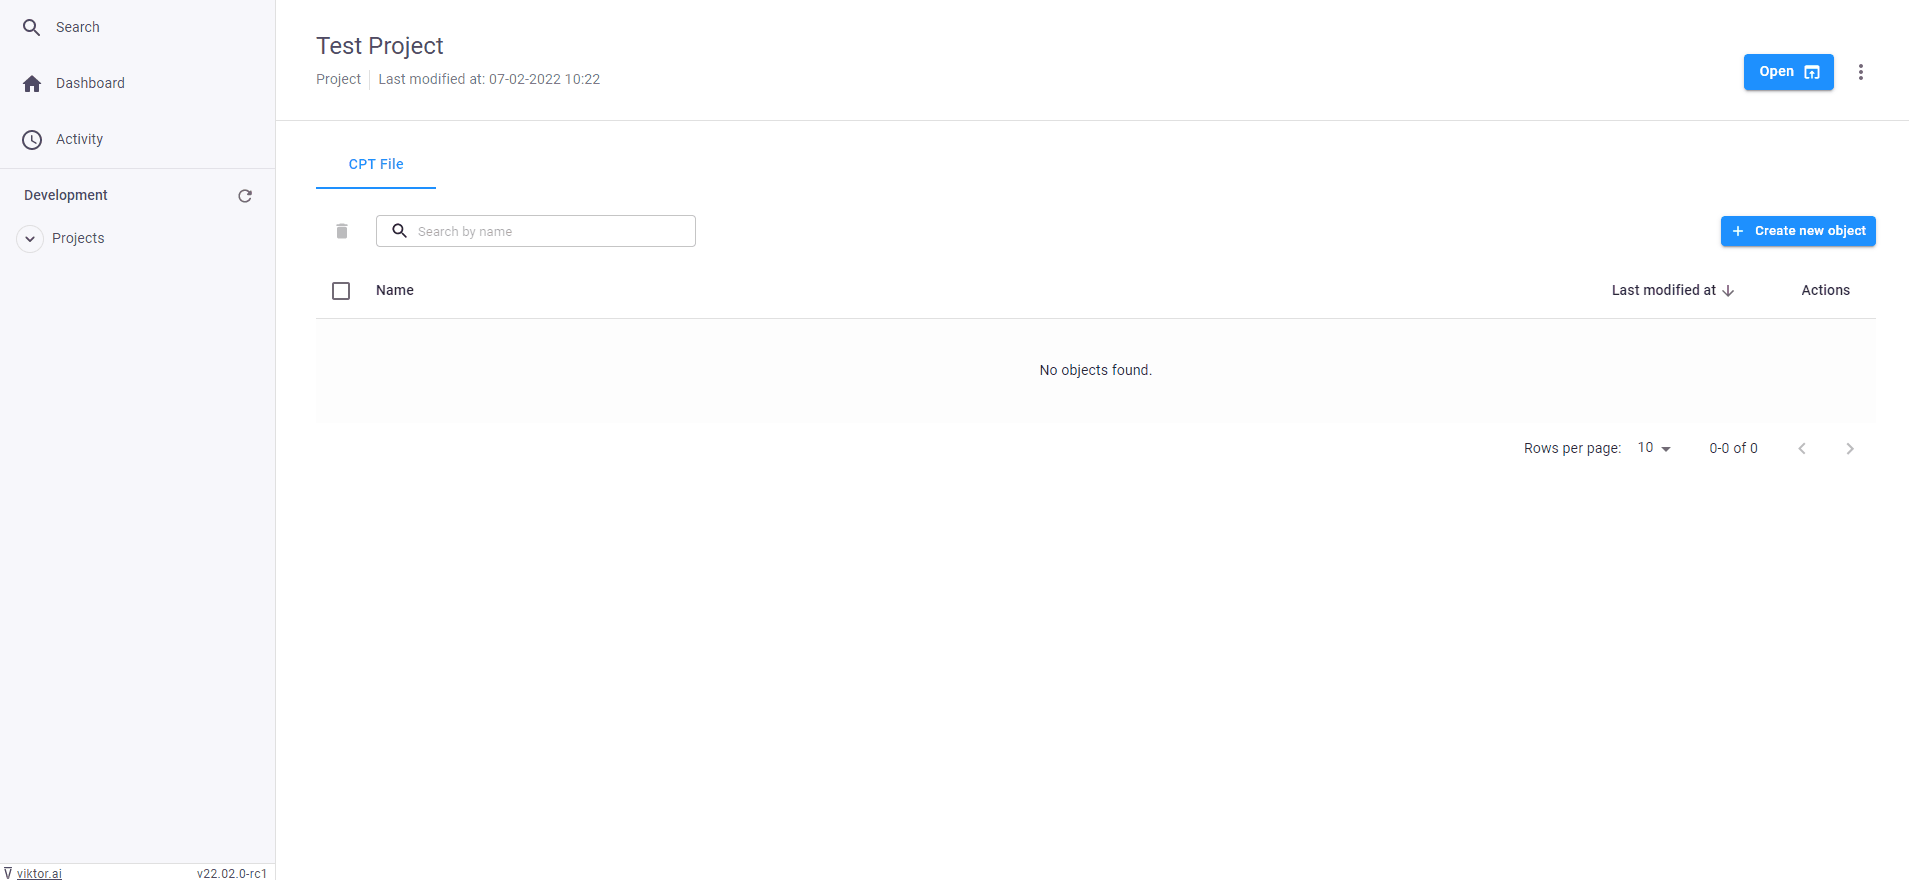 Search
Dashboard
Activity
Development
Projects
viktor.ai
v22.02.0-rc1
Test Project
Project Last modified at: 07-02-2022 10:22
Open
CPT File
Search by name
Create new object
Name Last modified at Actions
No objects found.
Rows per page: 10 0-0 of 0